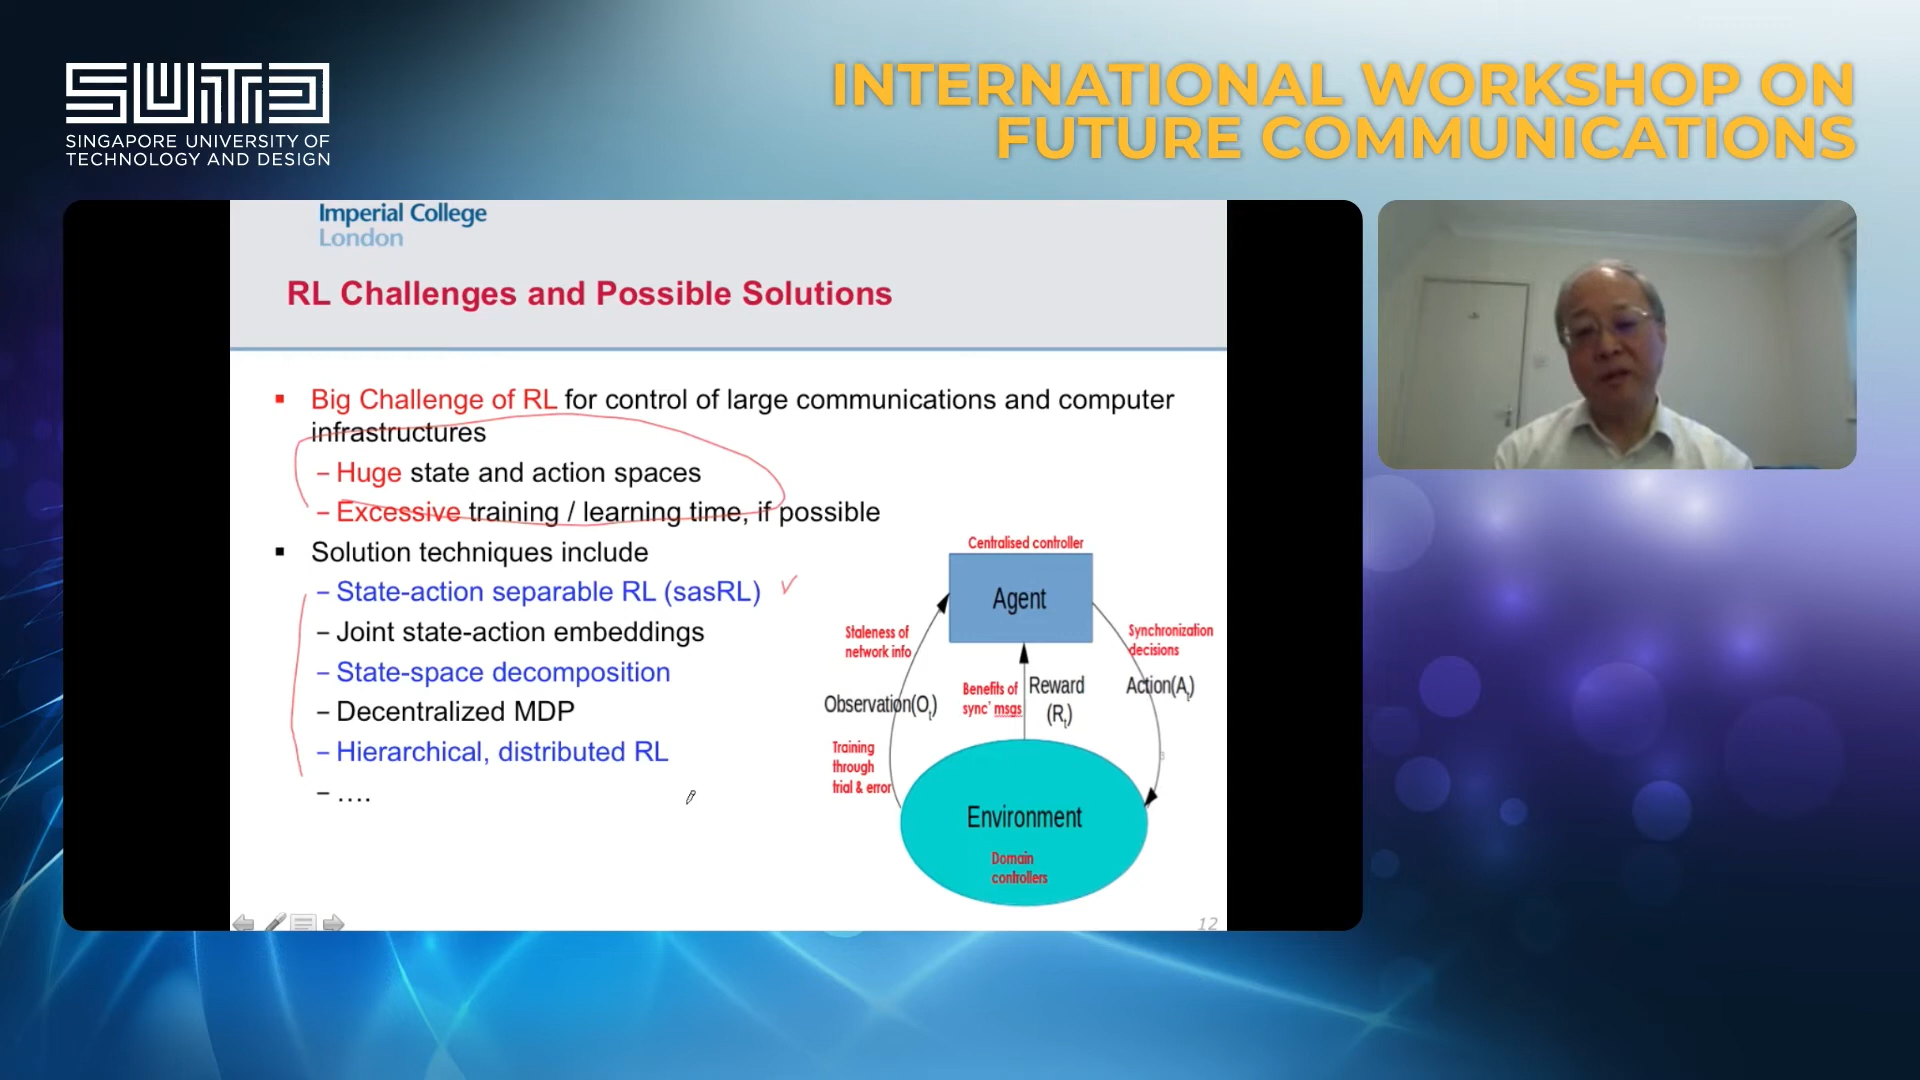 SUTD
SINGAPORE UNIVERSITY OF
TECHNOLOGY AND DESIGN
INTERNATIONAL WORKSHOP ON
FUTURE COMMUNICATIONS
Imperial College
London
RL Challenges and Possible Solutions
▪ Big Challenge of RL for control of large communications and computer
infrastructures
– Huge state and action spaces
– Excessive training / learning time, if possible
▪ Solution techniques include
– State-action separable RL (sasRL)
– Joint state-action embeddings
– State-space decomposition
– Decentralized MDP
– Hierarchical, distributed RL
– ....
Centralised controller
Agent
Staleness of
network info
Synchronization
decisions
Observation(Ot)
Benefits of
sync' msgs
Reward
(Rt)
Action(At)
Training
through
trial & error
Environment
Domain
controllers
12